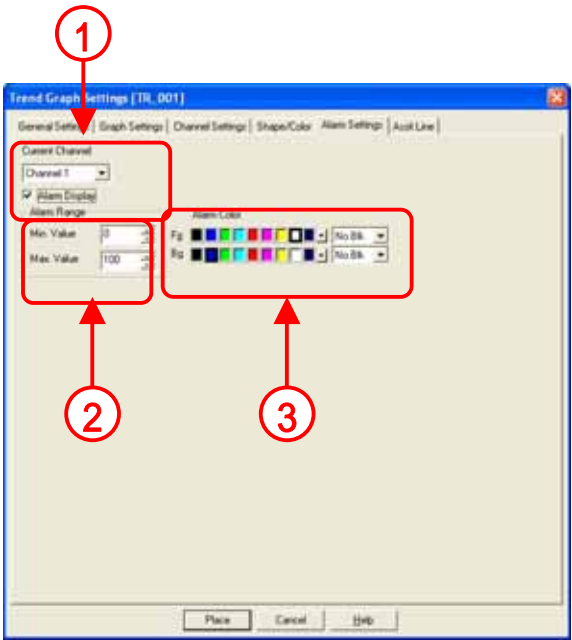 1
Trend Graph Settings [TR_001]
General Settings Graph Settings Channel Settings Shape/Color Alarm Settings Assit Line
Current Channel
Channel 1
Alarm Display
Alarm Range
Alarm Color
Min. Value 0
Fg No Blk
Max. Value 100
Bg No Blk
2
3
Place Cancel Help